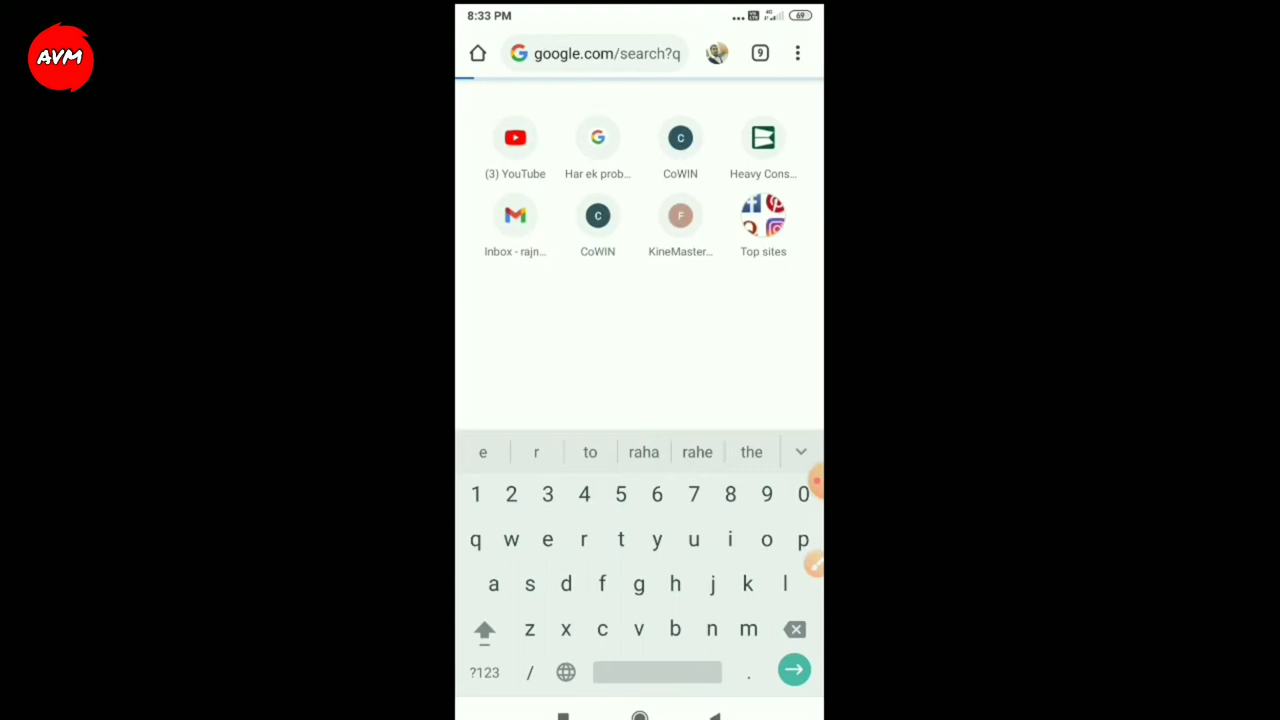 AVM
8:33 PM
69
google.com/search?q
9
(3) YouTube
Har ek prob...
C
CoWIN
Heavy Cons...
Inbox - rajn...
C
CoWIN
F
KineMaster...
Top sites
e r to raha rahe the
1 2 3 4 5 6 7 8 9 0
q w e r t y u i o p
a s d f g h j k l
z x c v b n m
?123 / .